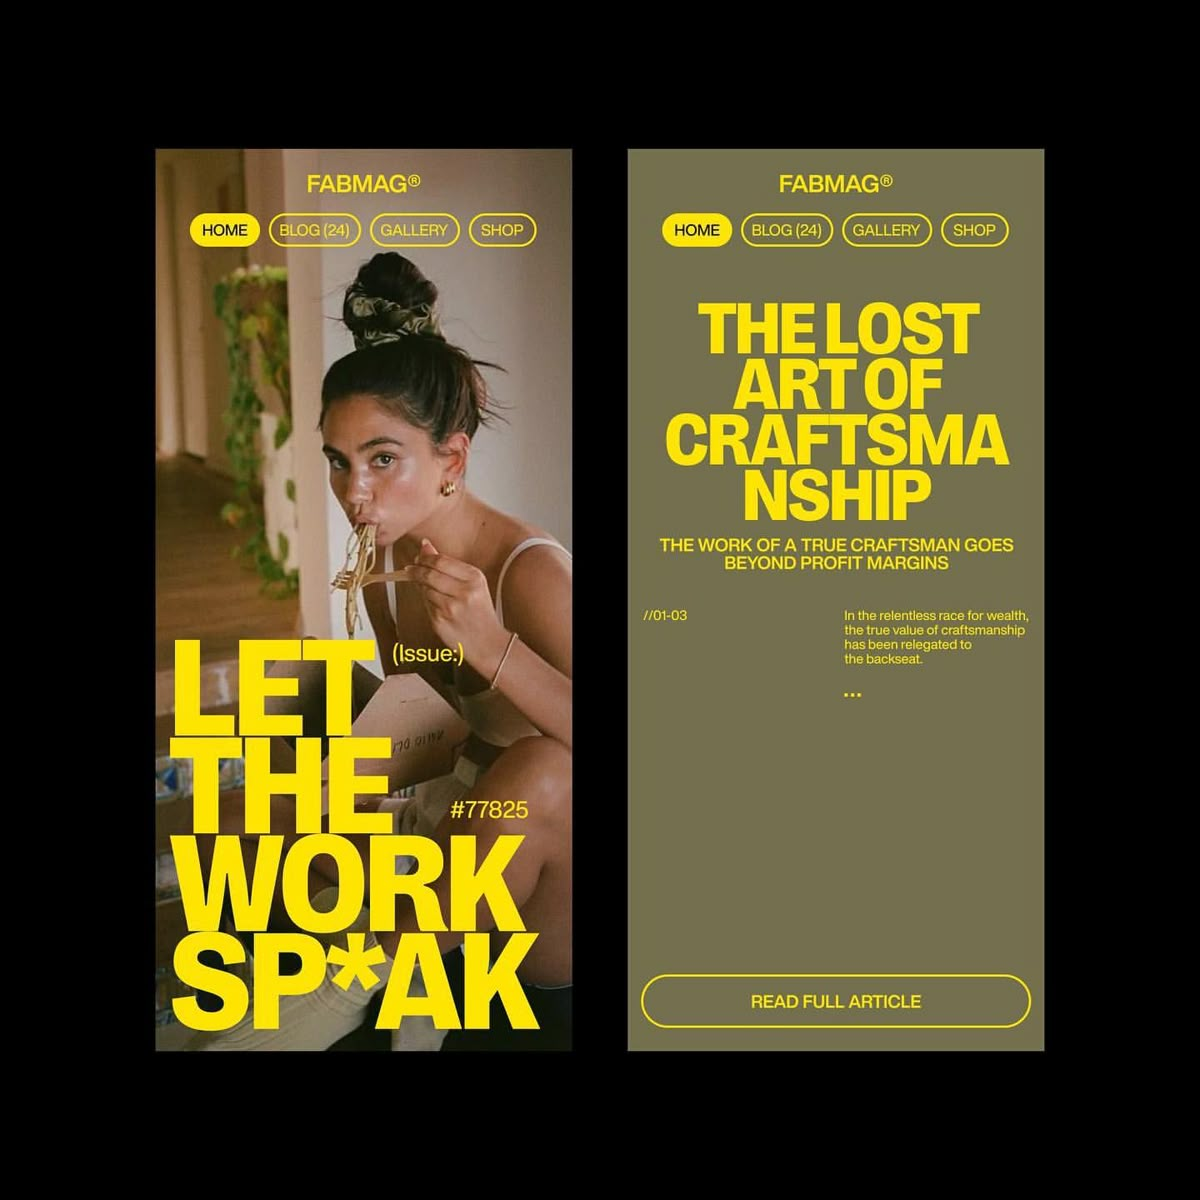 FABMAG®
HOME BLOG (24) GALLERY SHOP
LET (Issue:)
THE
#77825
WORK
SP*AK
FABMAG®
HOME BLOG (24) GALLERY SHOP
THE LOST
ART OF
CRAFTSMA
NSHIP
THE WORK OF A TRUE CRAFTSMAN GOES
BEYOND PROFIT MARGINS
//01-03
In the relentless race for wealth,
the true value of craftsmanship
has been relegated to
the backseat.
...
READ FULL ARTICLE